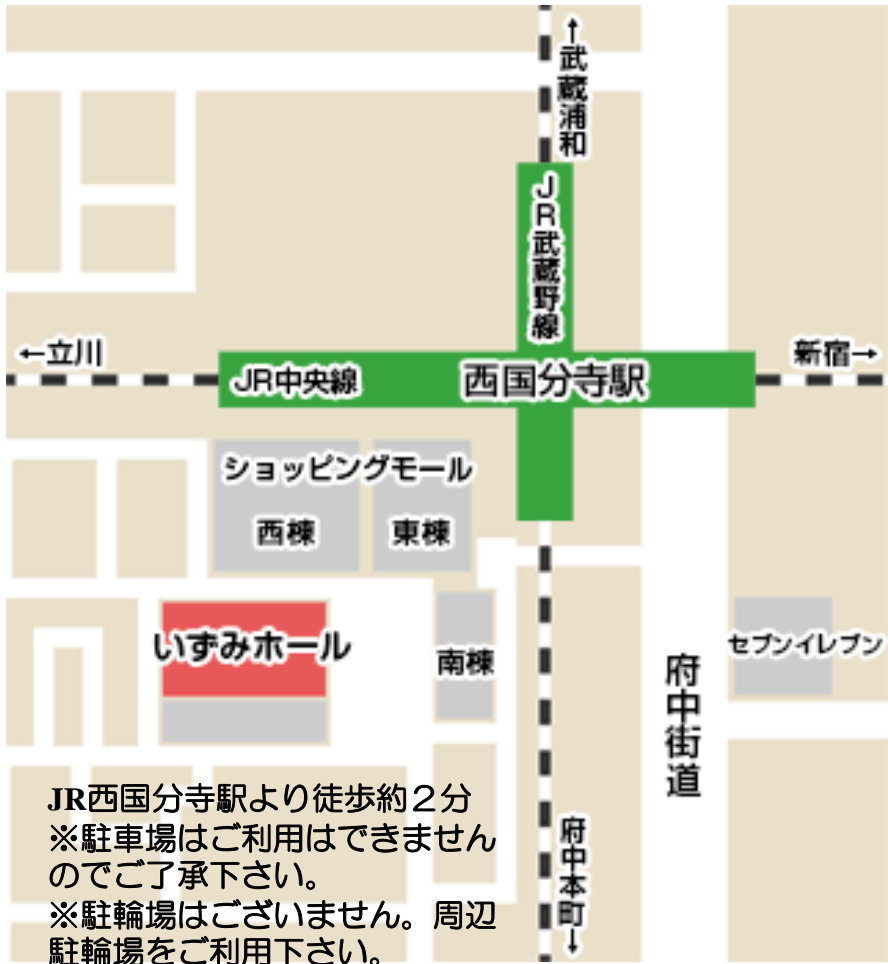 ↑武蔵浦和
JR武蔵野線
←立川
新宿→
JR中央線
西国分寺駅
ショッピングモール
西棟
東棟
いずみホール
南棟
セブンイレブン
府中街道
府中本町↓
JR西国分寺駅より徒歩約２分
※駐車場はご利用はできません
のでご了承下さい。
※駐輪場はございません。周辺
駐輪場をご利用下さい。